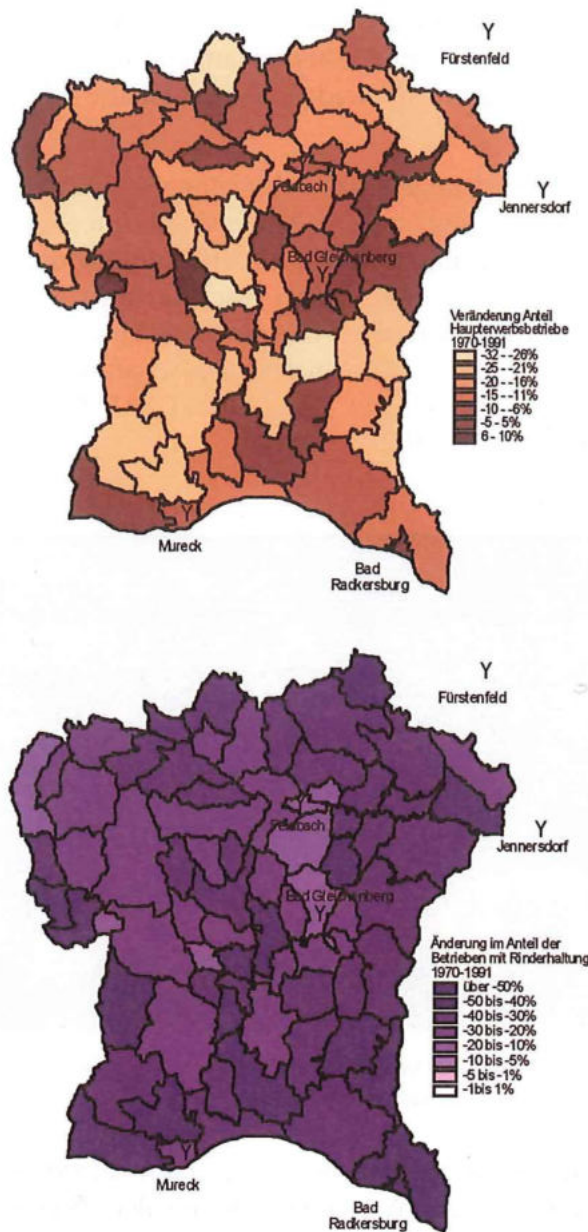 Y
Fürstenfeld
Feldbach
Y
Jennersdorf
Bad Gleichenberg
Y
Veränderung Anteil
Haupterwerbsbetriebe
1970-1991
-32 - -26%
-25 - -21%
-20 - -16%
-15 - -11%
-10 - -6%
-5 - 5%
6 - 10%
Y
Mureck
Bad
Radkersburg
Y
Fürstenfeld
Y
Feldbach
Y
Jennersdorf
Bad Gleichenberg
Y
Änderung im Anteil der
Betrieben mit Rinderhaltung
1970-1991
über -50%
-50 bis -40%
-40 bis -30%
-30 bis -20%
-20 bis -10%
-10 bis -5%
-5 bis -1%
-1bis 1%
Y
Mureck
Bad
Radkersburg